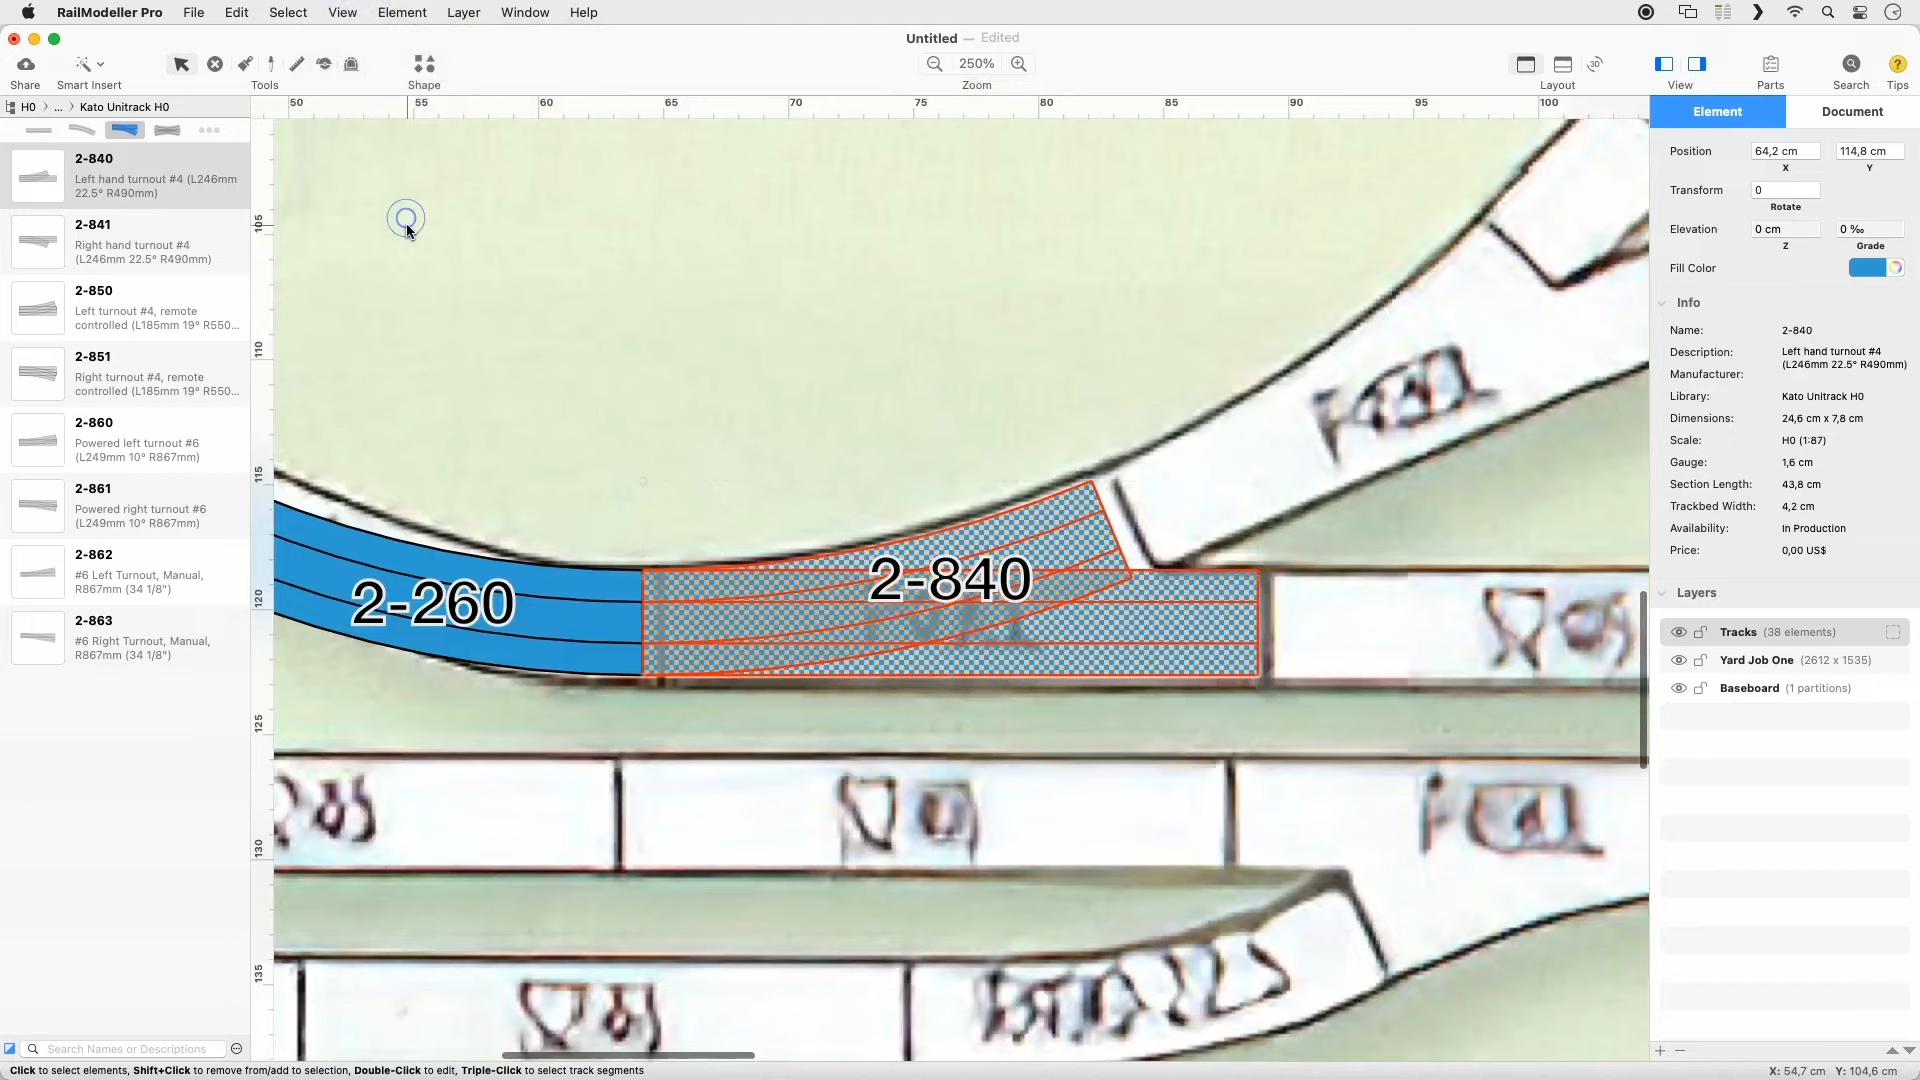 RailModeller Pro File Edit Select View Element Layer Window Help
Untitled — Edited
250%
Share Smart Insert Tools Shape Zoom Layout View Parts Search Tips
3D
H0 > ... > Kato Unitrack H0
50 55 60 65 70 75 80 85 90 95 100
Element Document
2-840
Left hand turnout #4 (L246mm
22.5° R490mm)
2-841
Right hand turnout #4
(L246mm 22.5° R490mm)
2-850
Left turnout #4, remote
controlled (L185mm 19° R550...
2-851
Right turnout #4, remote
controlled (L185mm 19° R550...
2-860
Powered left turnout #6
(L249mm 10° R867mm)
2-861
Powered right turnout #6
(L249mm 10° R867mm)
2-862
#6 Left Turnout, Manual,
R867mm (34 1/8")
2-863
#6 Right Turnout, Manual,
R867mm (34 1/8")
Search Names or Descriptions
105
110
115
120
125
130
135
2-260
2-840
Position 64,2 cm 114,8 cm
X Y
Transform 0
Rotate
Elevation 0 cm 0 ‰
Z Grade
Fill Color
Info
Name: 2-840
Description: Left hand turnout #4
(L246mm 22.5° R490mm)
Manufacturer:
Library: Kato Unitrack H0
Dimensions: 24,6 cm x 7,8 cm
Scale: H0 (1:87)
Gauge: 1,6 cm
Section Length: 43,8 cm
Trackbed Width: 4,2 cm
Availability: In Production
Price: 0,00 US$
Layers
Tracks (38 elements)
Yard Job One (2612 x 1535)
Baseboard (1 partitions)
Click to select elements, Shift+Click to remove from/add to selection, Double-Click to edit, Triple-Click to select track segments
X: 54,7 cm Y: 104,6 cm